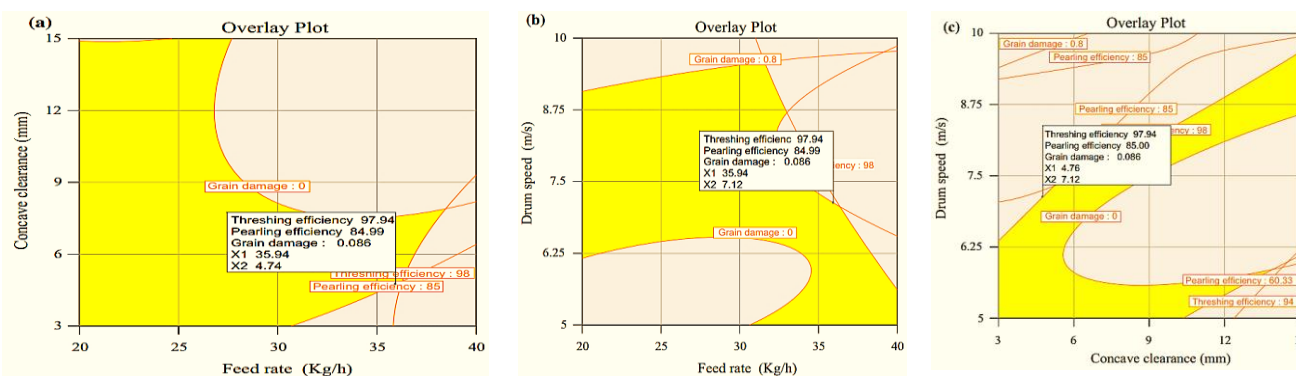 (a)
Overlay Plot
15
12
9
6
3
Concave clearance (mm)
Grain damage : 0
Threshing efficienc 97.94
Pearling efficiency 84.99
Grain damage : 0.086
X1 35.94
X2 4.74
Threshing efficiency : 98
Pearling efficiency : 85
20 25 30 35 40
Feed rate (Kg/h)
(b)
Overlay Plot
10
8.75
7.5
6.25
5
Drum speed (m/s)
Grain damage : 0.8
Threshing efficienc 97.94
Pearling efficiency 84.99
Grain damage : 0.086
X1 35.94
X2 7.12
ciency : 98
Grain damage : 0
20 25 30 35 40
Feed rate (Kg/h)
(c)
Overlay Plot
10
8.75
7.5
6.25
5
Drum speed (m/s)
Grain damage : 0.8
Pearling efficiency : 85
Pearling efficiency : 85
iency : 98
Threshing efficienc 97.94
Pearling efficiency 85.00
Grain damage : 0.086
X1 4.76
X2 7.12
Grain damage : 0
Pearling efficiency : 60.33
Threshing efficiency : 94
3 6 9 12
Concave clearance (mm)